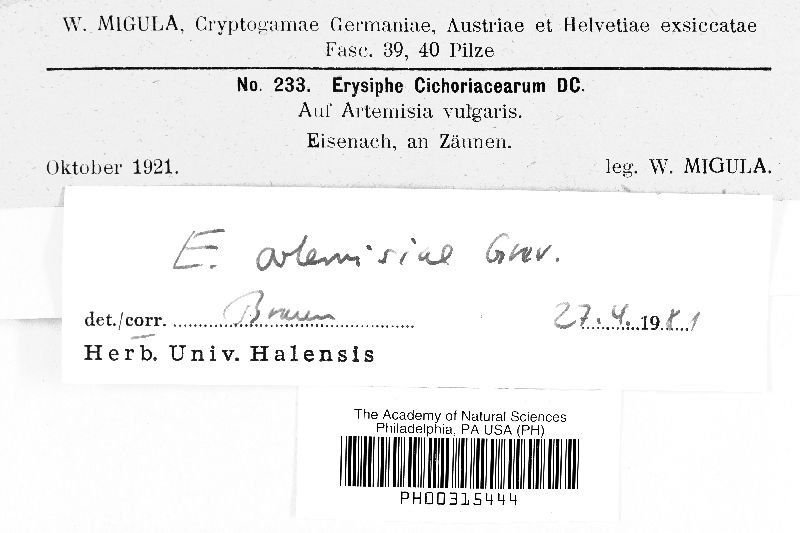 W. MIGULA, Cryptogamae Germaniae, Austriae et Helvetiae exsiccatae
Fasc. 39, 40 Pilze
No. 233. Erysiphe Cichoriacearum DC.
Auf Artemisia vulgaris.
Eisenach, an Zäunen.
Oktober 1921. leg. W. MIGULA.
E. artemisiae Grev.
det./corr. Braun 27.4.1981
Herb. Univ. Halensis
The Academy of Natural Sciences
Philadelphia, PA USA (PH)
PH00315444